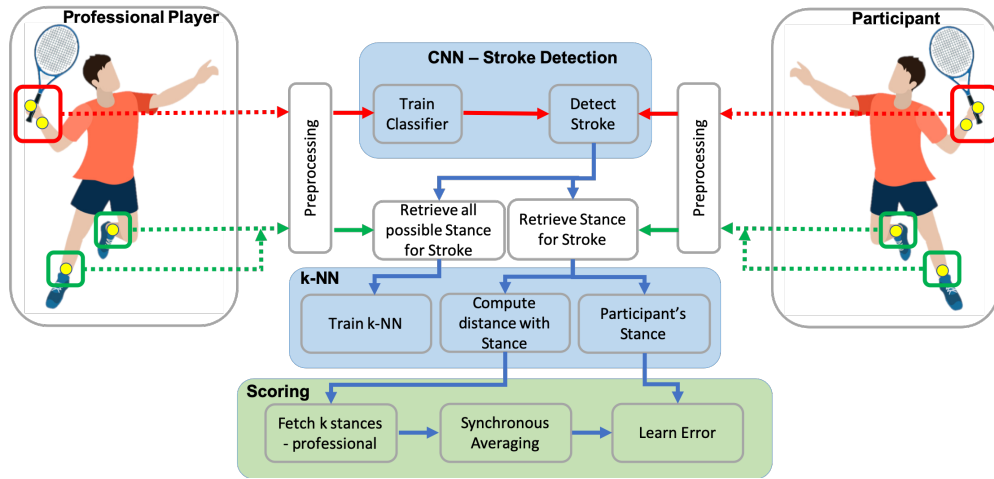 Professional Player
Participant
CNN – Stroke Detection
Train
Classifier
Detect
Stroke
Preprocessing
Preprocessing
Retrieve all
possible Stance
for Stroke
Retrieve Stance
for Stroke
k-NN
Train k-NN
Compute
distance with
Stance
Participant's
Stance
Scoring
Fetch k stances
- professional
Synchronous
Averaging
Learn Error